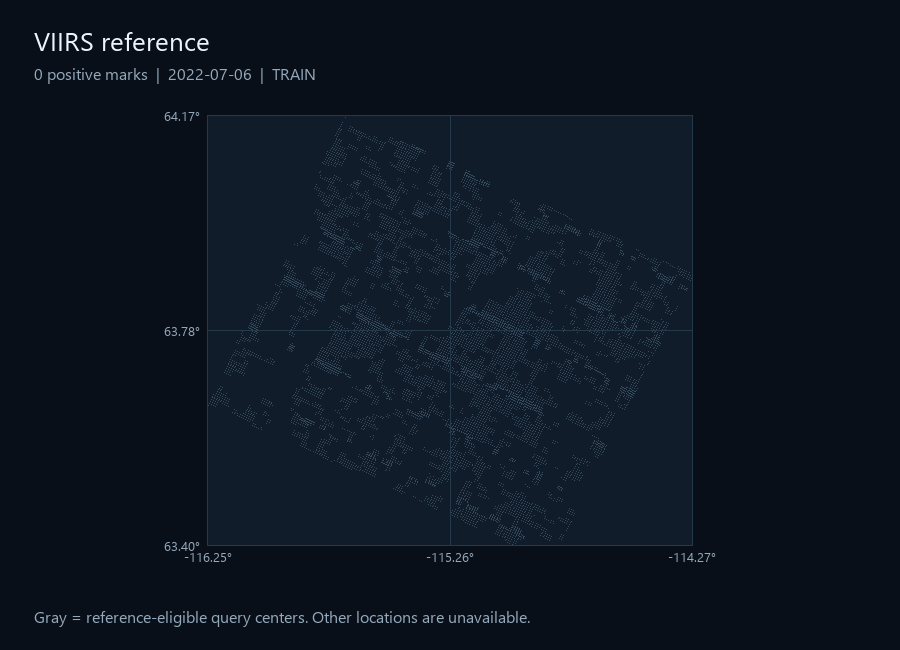 VIIRS reference
0 positive marks | 2022-07-06 | TRAIN
64.17°
63.78°
63.40°
-116.25°
-115.26°
-114.27°
Gray = reference-eligible query centers. Other locations are unavailable.